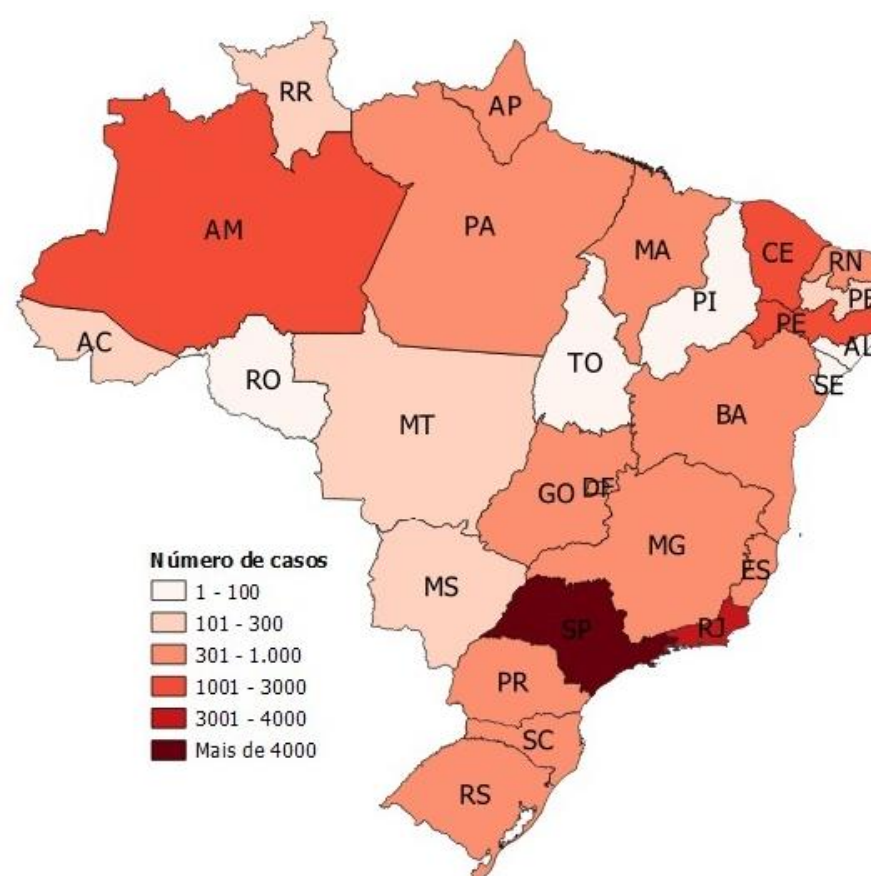 RR
AP
AM
PA
MA
CE
RN
PB
PI
PE
AC
AL
TO
RO
SE
BA
MT
GO
DF
MG
ES
MS
SP
RJ
PR
SC
RS
Número de casos
1 - 100
101 - 300
301 - 1.000
1001 - 3000
3001 - 4000
Mais de 4000